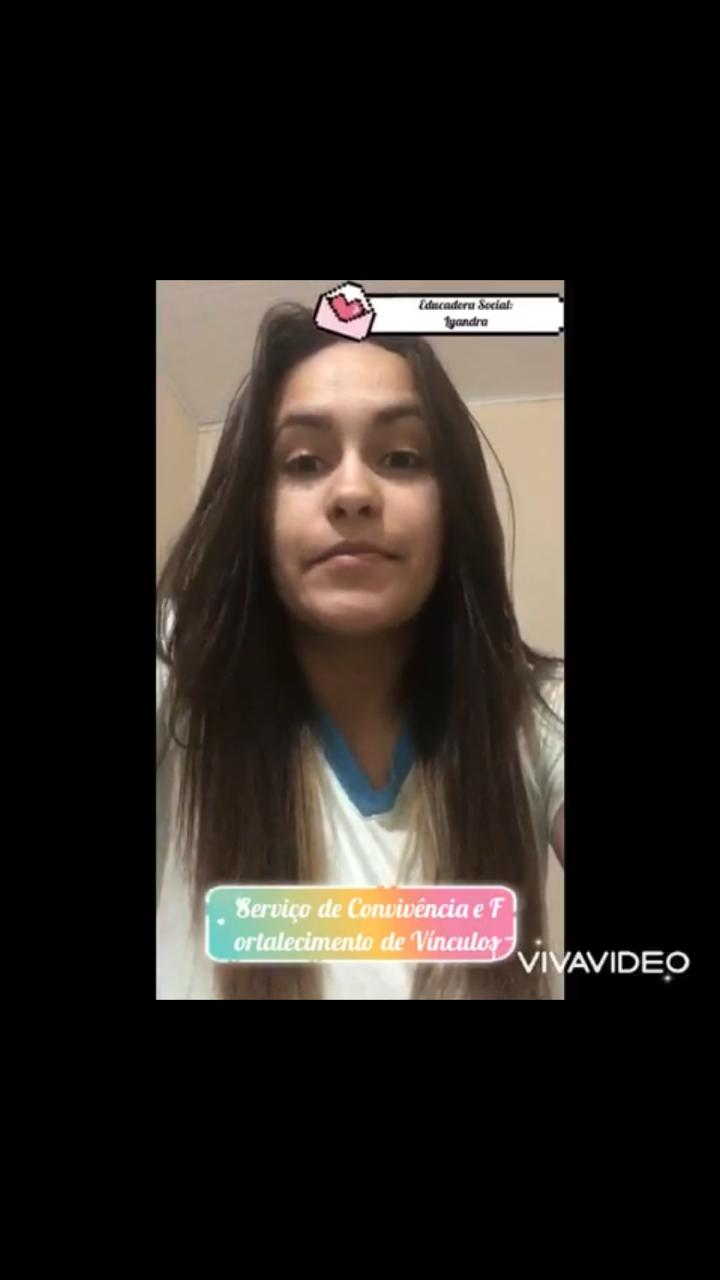 Educadora Social:
Lyandra
Serviço de Convivência e F
ortalecimento de Vínculos -
VIVAVIDEO